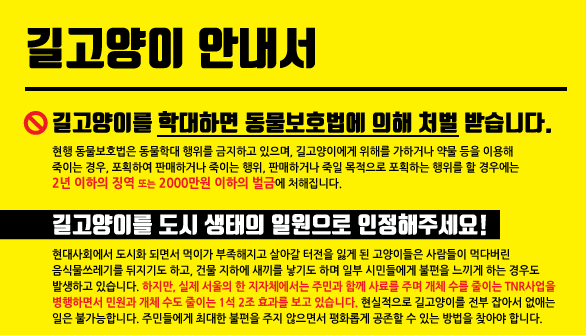 길고양이 안내서
길고양이를 학대하면 동물보호법에 의해 처벌 받습니다.
현행 동물보호법은 동물학대 행위를 금지하고 있으며, 길고양이에게 위해를 가하거나 약물 등을 이용해
죽이는 경우, 포획하여 판매하거나 죽이는 행위, 판매하거나 죽일 목적으로 포획하는 행위를 할 경우에는
2년 이하의 징역 또는 2000만원 이하의 벌금에 처해집니다.
길고양이를 도시 생태의 일원으로 인정해주세요!
현대사회에서 도시화 되면서 먹이가 부족해지고 살아갈 터전을 잃게 된 고양이들은 사람들이 먹다버린
음식물쓰레기를 뒤지기도 하고, 건물 지하에 새끼를 낳기도 하며 일부 시민들에게 불편을 느끼게 하는 경우도
발생하고 있습니다. 하지만, 실제 서울의 한 지자체에서는 주민과 함께 사료를 주며 개체 수를 줄이는 TNR사업을
병행하면서 민원과 개체 수도 줄이는 1석 2조 효과를 보고 있습니다. 현실적으로 길고양이를 전부 잡아서 없애는
일은 불가능합니다. 주민들에게 최대한 불편을 주지 않으면서 평화롭게 공존할 수 있는 방법을 찾아야 합니다.